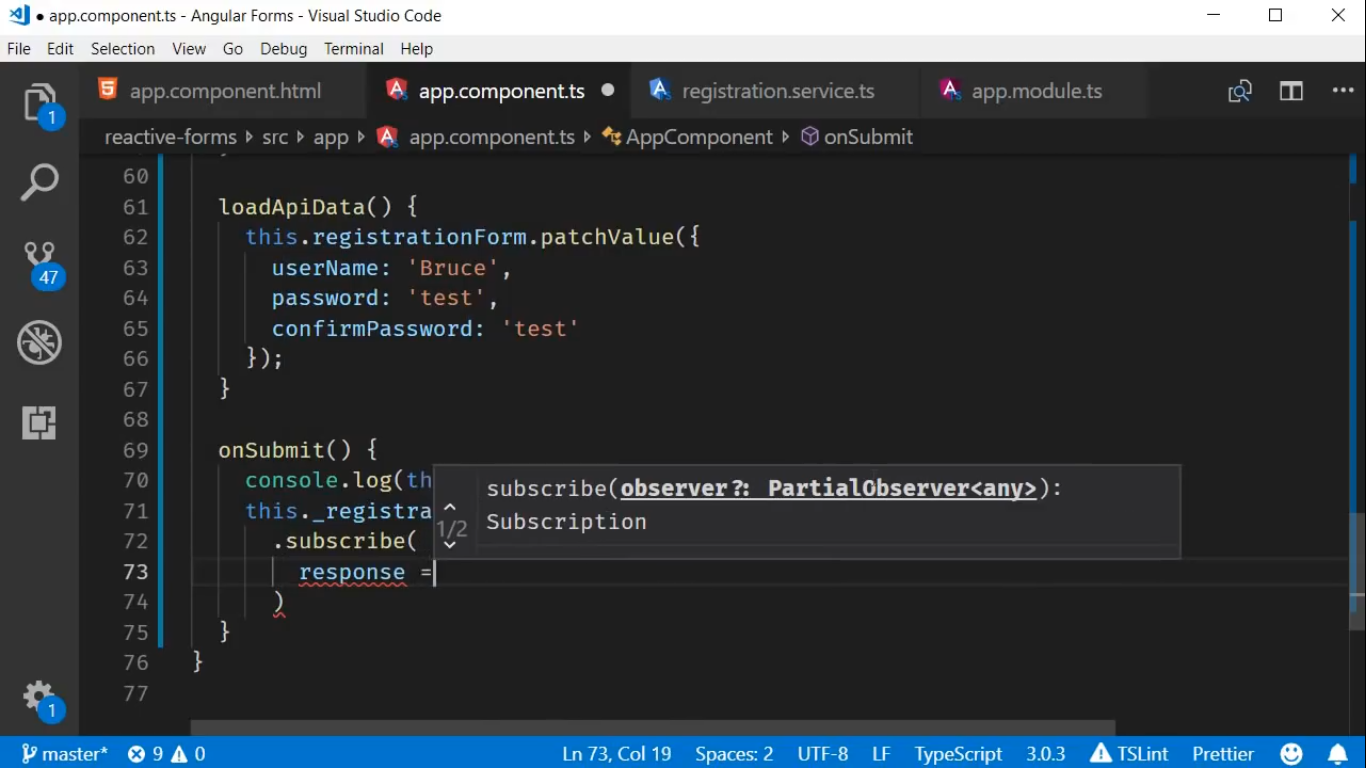 ● app.component.ts - Angular Forms - Visual Studio Code
File Edit Selection View Go Debug Terminal Help
app.component.html app.component.ts ● registration.service.ts app.module.ts
reactive-forms src app app.component.ts AppComponent onSubmit
1
47
1
60
61 loadApiData() {
62 this.registrationForm.patchValue({
63 userName: 'Bruce',
64 password: 'test',
65 confirmPassword: 'test'
66 });
67 }
68
69 onSubmit() {
70 console.log(th
71 this._registra
72 .subscribe(
73 response =
74 )
75 }
76 }
77
subscribe(observer?: PartialObserver<any>):
1/2 Subscription
master* 9 0 Ln 73, Col 19 Spaces: 2 UTF-8 LF TypeScript 3.0.3 TSLint Prettier